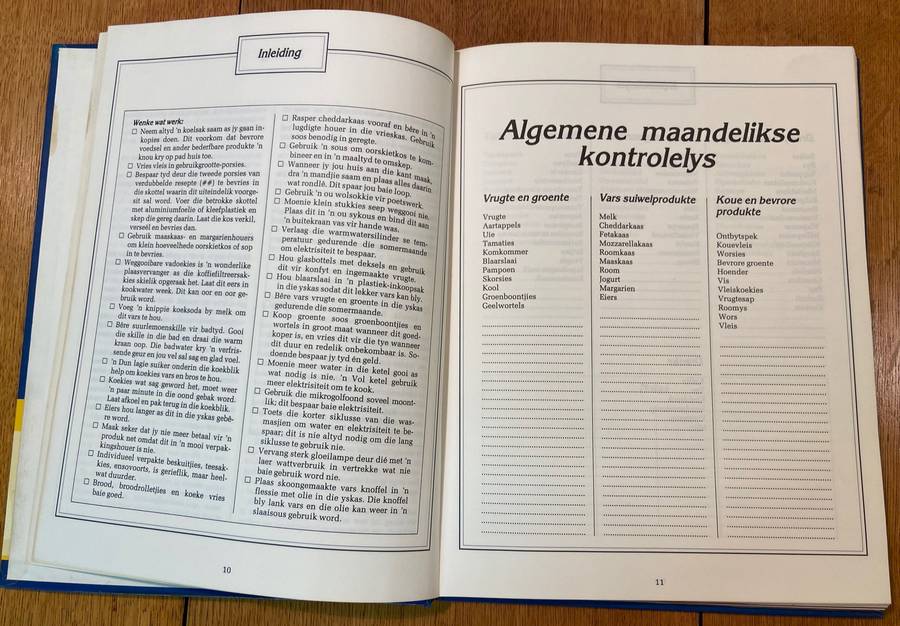 Inleiding
Wenke wat werk:
☐ Neem altyd 'n koelsak saam as jy gaan in-
kopies doen. Dit voorkom dat bevrore
voedsel en ander bederfbare produkte 'n
knou kry op pad huis toe.
☐ Vries vleis in gebruikgrootte-porsies.
☐ Bespaar tyd deur die tweede porsies van
verdubbelde resepte (##) te bevries in
die skottel waarin dit uiteindelik voorge-
sit sal word. Voer die betrokke skottel
met aluminiumfoelie of kleefplastiek en
skep die gereg daarin. Laat die kos verkil,
verseël en bevries dan.
☐ Gebruik maaskaas- en margarienhouers
om klein hoeveelhede oorskietkos of sop
in te bevries.
☐ Weggooibare vadoekies is 'n wonderlike
plaasvervanger as die koffiefiltreersak-
kies skielik opgeraak het. Laat dit eers in
kookwater week. Dit kan oor en oor ge-
bruik word.
☐ Voeg 'n knippie koeksoda by melk om
dit vars te hou.
☐ Bêre suurlemoenskille vir badtyd. Gooi
die skille in die bad en draai die warm
kraan oop. Die badwater kry 'n verfris-
sende geur en jou vel sal sag en glad voel.
☐ 'n Dun lagie suiker onderin die koekblik
help om koekies vars en bros te hou.
☐ Koekies wat sag geword het, moet weer
'n paar minute in die oond gebak word.
Laat afkoel en pak terug in die koekblik.
☐ Eiers hou langer as dit in die yskas gebê-
re word.
☐ Maak seker dat jy nie meer betaal vir 'n
produk net omdat dit in 'n mooi verpak-
kingshouer is nie.
☐ Individueel verpakte beskuitjies, teesak-
kies, ensovoorts, is gerieflik, maar heel-
wat duurder.
☐ Brood, broodrolletjies en koeke vries
baie goed.
☐ Rasper cheddarkaas vooraf en bêre in 'n
lugdigte houer in die vrieskas. Gebruik
soos benodig in geregte.
☐ Gebruik 'n sous om oorskietkos te kom-
bineer en in 'n maaltyd te omskep.
☐ Wanneer jy jou huis aan die kant maak,
dra 'n mandjie saam en plaas alles daarin
wat rondlê. Dit spaar jou baie loop.
☐ Gebruik 'n ou wolsokkie vir poetswerk.
☐ Moenie klein stukkies seep weggooi nie.
Plaas dit in 'n ou sykous en bind dit aan
'n buitekraan vas vir hande was.
☐ Verlaag die warmwatersilinder se tem-
peratuur gedurende die somermaande
om elektrisiteit te bespaar.
☐ Hou glasbottels met deksels en gebruik
dit vir konfyt en ingemaakte vrugte.
☐ Hou blaarslaai in 'n plastiek-inkoopsak
in die yskas sodat dit lekker vars kan bly.
☐ Bêre vars vrugte en groente in die yskas
gedurende die somermaande.
☐ Koop groente soos groenboontjies en
wortels in groot maat wanneer dit goed-
koper is, en vries dit vir die tye wanneer
dit duur en redelik onbekombaar is. So-
doende bespaar jy tyd én geld.
☐ Moenie meer water in die ketel gooi as
wat nodig is nie. 'n Vol ketel gebruik
meer elektrisiteit om te kook.
☐ Gebruik die mikrogolfoond soveel moont-
lik; dit bespaar baie elektrisiteit.
☐ Toets die korter siklusse van die was-
masjien om water en elektrisiteit te be-
spaar; dit is nie altyd nodig om die lang
siklusse te gebruik nie.
☐ Vervang sterk gloeilampe deur dié met 'n
laer wattverbruik in vertrekke wat nie
baie gebruik word nie.
☐ Plaas skoongemaakte vars knoffel in 'n
flessie met olie in die yskas. Die knoffel
bly lank vars en die olie kan weer in 'n
slaaisous gebruik word.
10
Algemene maandelikse
kontrolelys
Vrugte en groente
Vrugte
Aartappels
Uie
Tamaties
Komkommer
Blaarslaai
Pampoen
Skorsies
Kool
Groenboontjies
Geelwortels
Vars suiwelprodukte
Melk
Cheddarkaas
Fetakaas
Mozzarellakaas
Roomkaas
Maaskaas
Room
Jogurt
Margarien
Eiers
Koue en bevrore
produkte
Ontbytspek
Kouevleis
Worsies
Bevrore groente
Hoender
Vis
Vleiskoekies
Vrugtesap
Roomys
Wors
Vleis
11